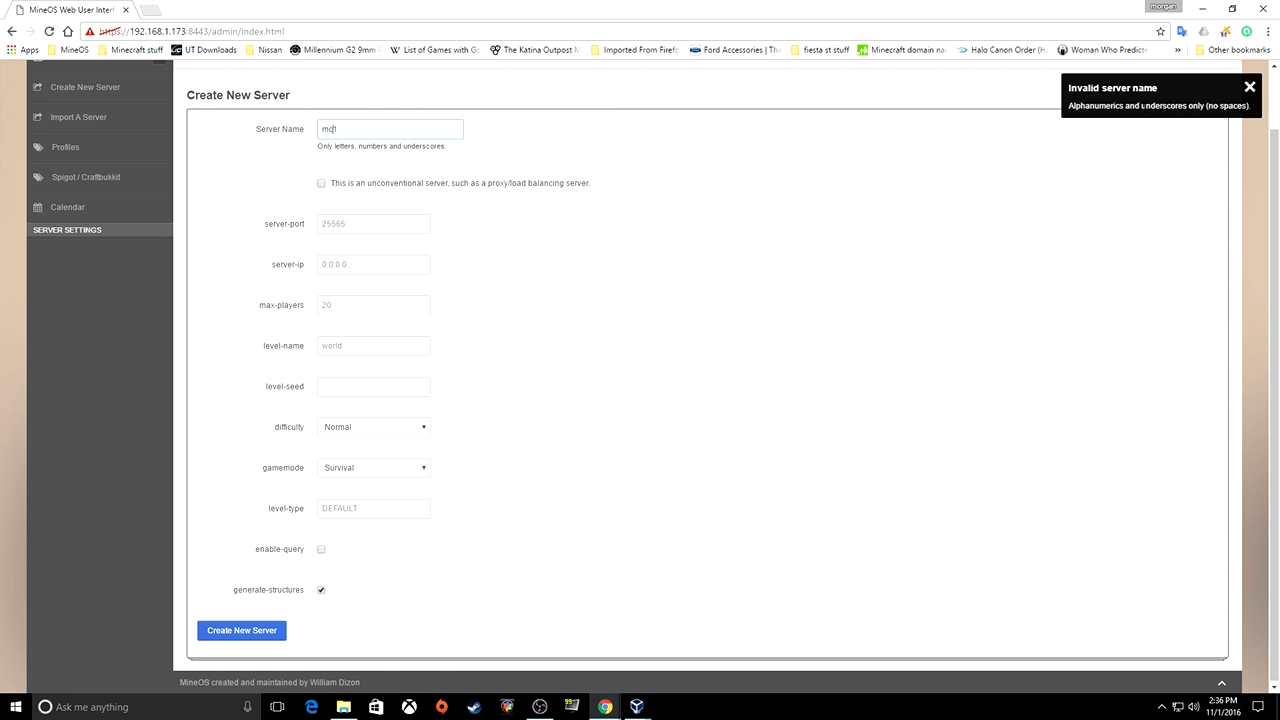 morgan
MineOS Web User Interf
https://192.168.1.173:8443/admin/index.html
Apps MineOS Minecraft stuff UT Downloads Nissan Millennium G2 9mm List of Games with G The Katina Outpost Imported From Firefo Ford Accessories | The fiesta st stuff Minecraft domain nar Halo Canon Order (H Woman Who Predicte » Other bookmarks
Create New Server
Import A Server
Profiles
Spigot / Craftbukkit
Calendar
SERVER SETTINGS
Create New Server
Invalid server name
Alphanumerics and underscores only (no spaces).
Server Name mc1
Only letters, numbers and underscores.
This is an unconventional server, such as a proxy/load balancing server.
server-port 25565
server-ip 0.0.0.0
max-players 20
level-name world
level-seed
difficulty Normal
gamemode Survival
level-type DEFAULT
enable-query
generate-structures
Create New Server
MineOS created and maintained by William Dizon
Ask me anything
99
2:36 PM
11/1/2016